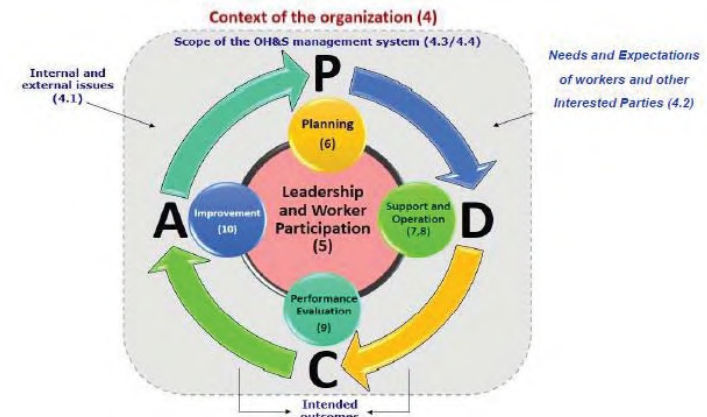 Context of the organization (4)
Scope of the OH&S management system (4.3/4.4)
Internal and
external issues
(4.1)
Needs and Expectations
of workers and other
Interested Parties (4.2)
P
Planning
(6)
Leadership
and Worker
Participation
(5)
A
Improvement
(10)
Support and
Operation
(7,8)
D
Performance
Evaluation
(9)
C
Intended
outcomes